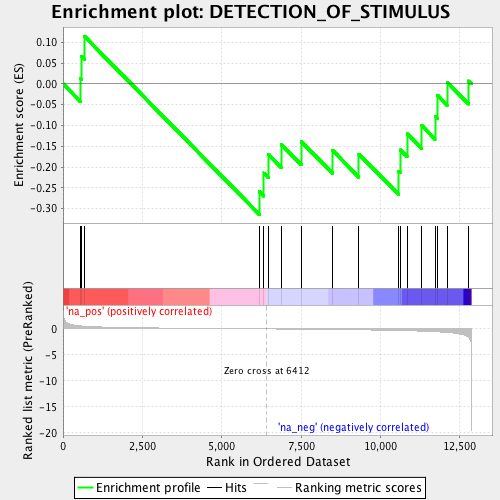 Enrichment plot: DETECTION_OF_STIMULUS
Enrichment score (ES)
0.10
0.05
0.00
-0.05
-0.10
-0.15
-0.20
-0.25
-0.30
'na_pos' (positively correlated)
Ranked list metric (PreRanked)
0
-5
-10
-15
-20
Zero cross at 6412
'na_neg' (negatively correlated)
0
2,500
5,000
7,500
10,000
12,500
Rank in Ordered Dataset
Enrichment profile
Hits
Ranking metric scores